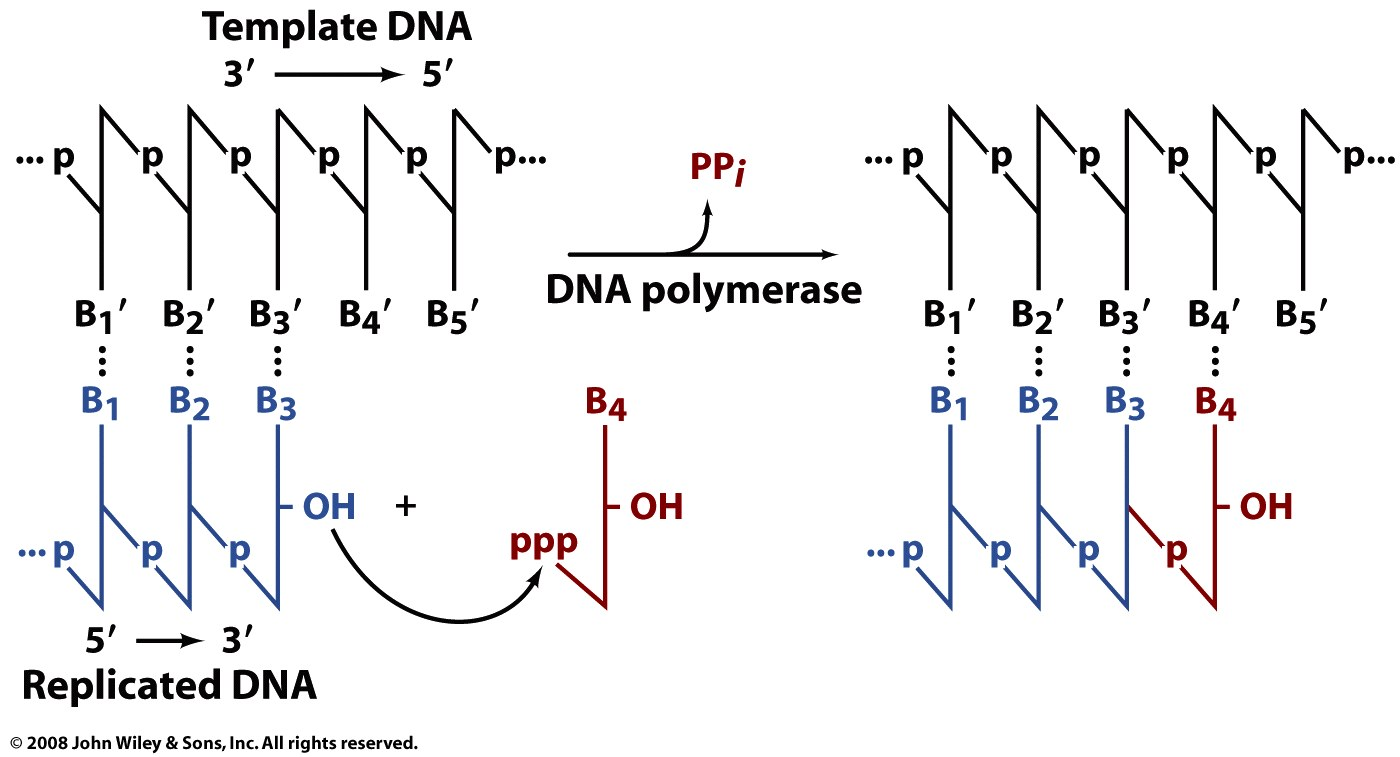 Template DNA
3′ 5′
... p p p p p p...
B1′ B2′ B3′ B4′ B5′
B1 B2 B3
OH
... p p p
5′ 3′
Replicated DNA
+
B4
OH
ppp
PPi
DNA polymerase
... p p p p p p...
B1′ B2′ B3′ B4′ B5′
B1 B2 B3 B4
OH
... p p p p
© 2008 John Wiley & Sons, Inc. All rights reserved.